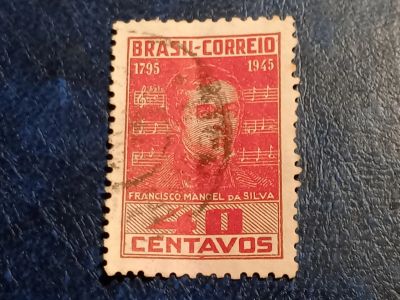 BRASIL-CORREIO
1795 1945
FRANCISCO MANOEL DA SILVA
40
CENTAVOS